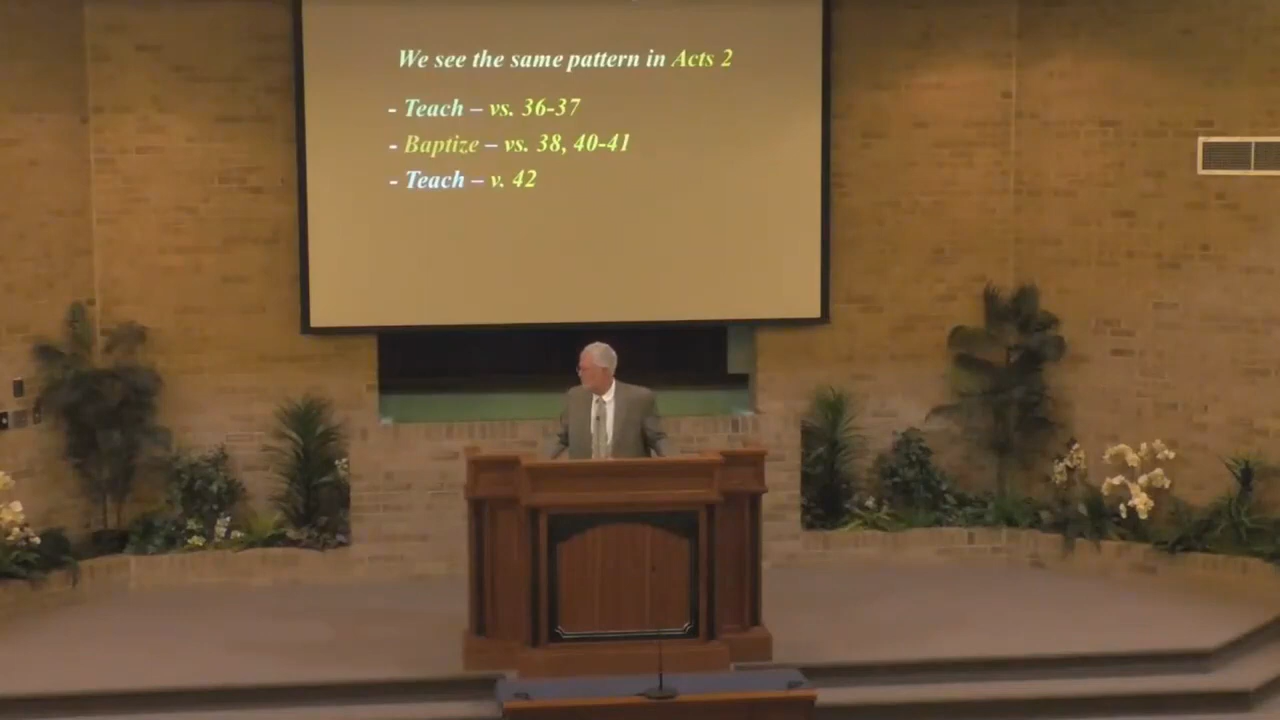 We see the same pattern in Acts 2
- Teach – vs. 36-37
- Baptize – vs. 38, 40-41
- Teach – v. 42